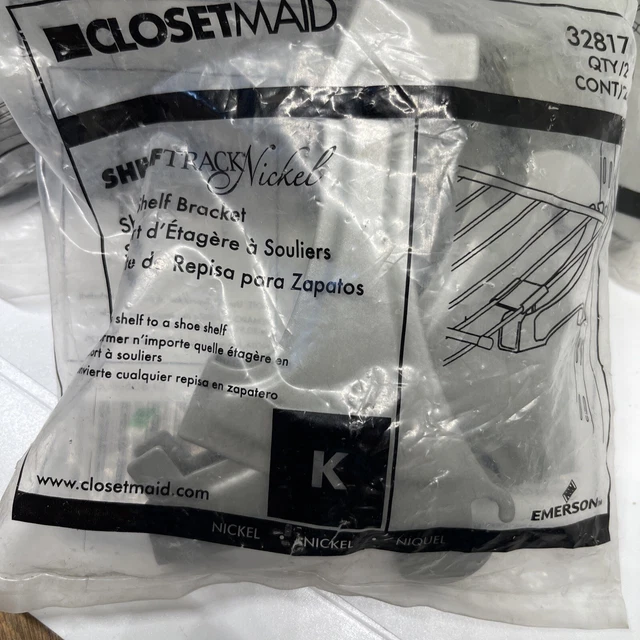 CLOSETMAID
32817
QTY/2
CONT/2
SHELFTRACK Nickel
Shelf Bracket
d'Étagère à Souliers
de Repisa para Zapatos
shelf to a shoe shelf
n'importe quelle étagère en
à souliers
cualquier repisa en zapatero
K
www.closetmaid.com
EMERSON
NICKEL • NICKEL • NIQUEL